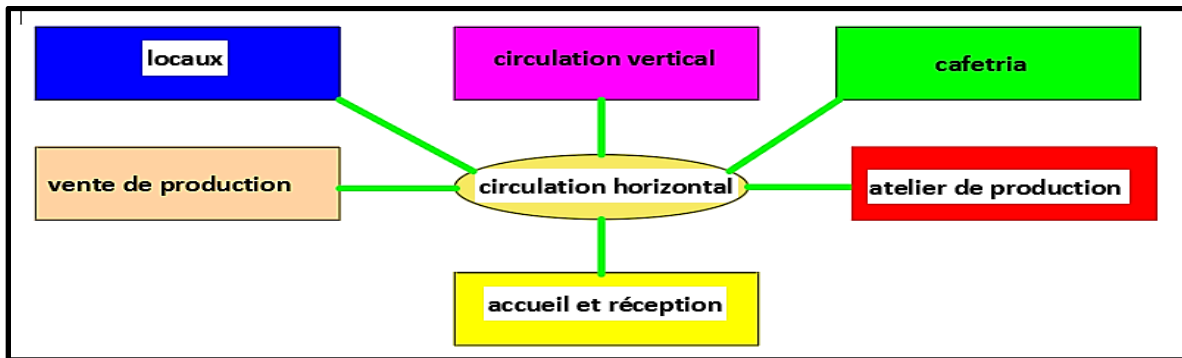 locaux
circulation vertical
cafetria
vente de production
circulation horizontal
atelier de production
accueil et réception